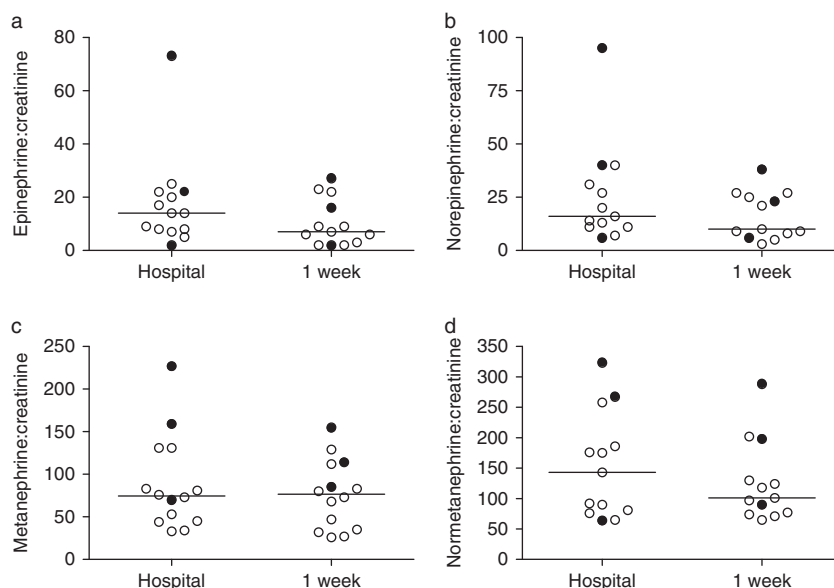 a
Epinephrine:creatinine
80
60
40
20
0
Hospital 1 week
b
Norepinephrine:creatinine
100
75
50
25
0
Hospital 1 week
c
Metanephrine:creatinine
250
200
150
100
50
0
Hospital 1 week
d
Normetanephrine:creatinine
350
300
250
200
150
100
50
0
Hospital 1 week